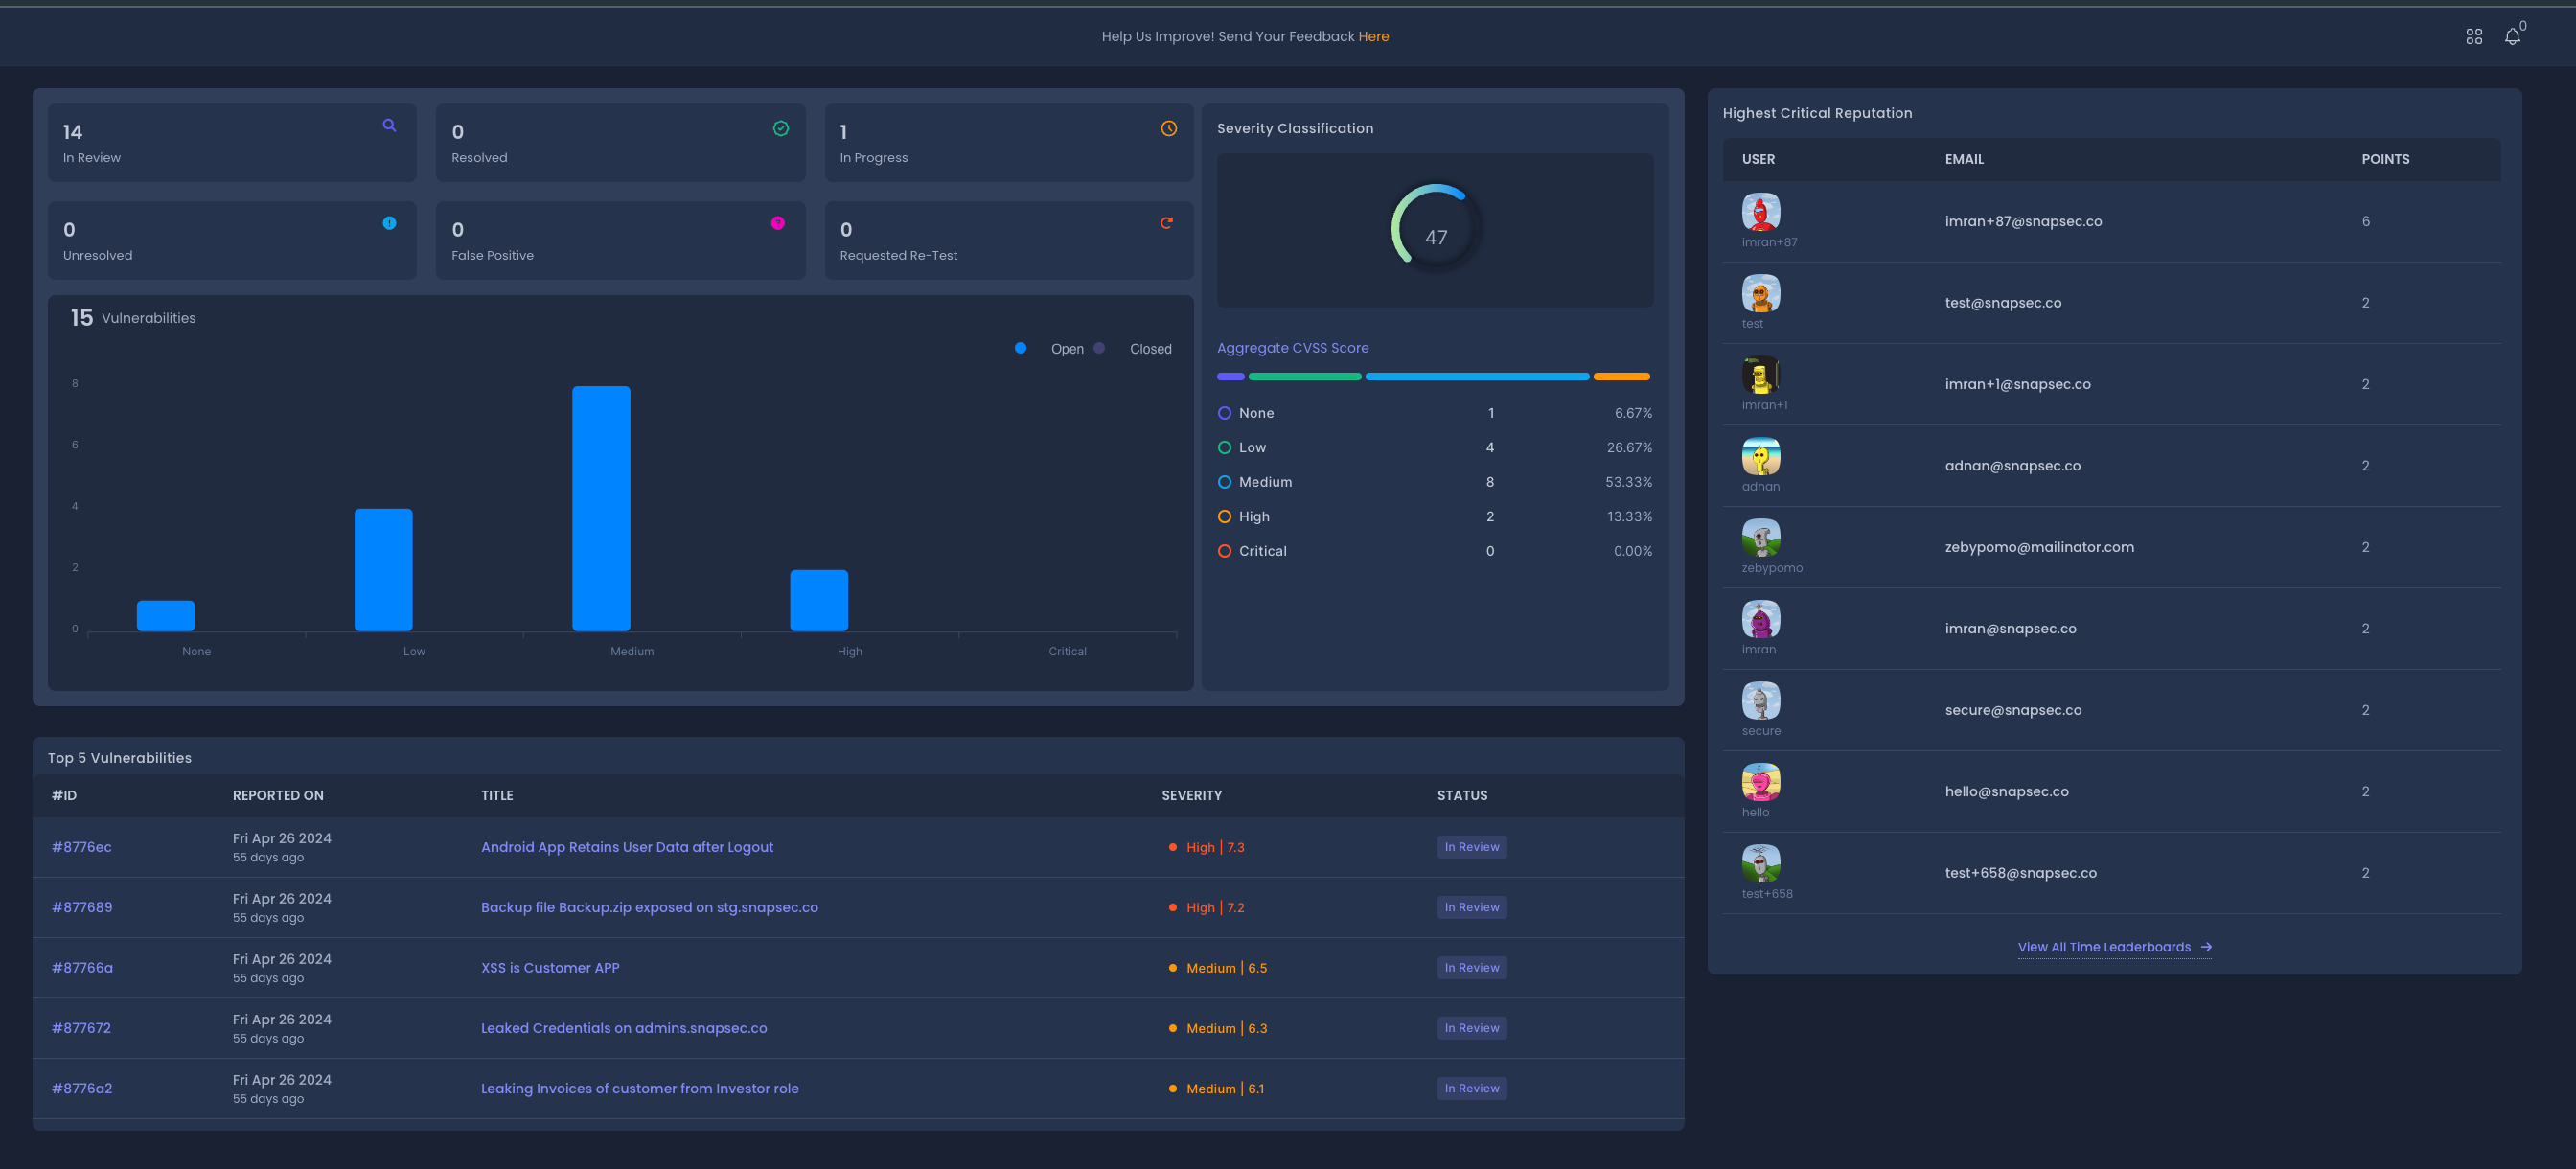 Help Us Improve! Send Your Feedback Here
0
14
In Review
0
Resolved
1
In Progress
0
Unresolved
0
False Positive
0
Requested Re-Test
15 Vulnerabilities
Open Closed
8
6
4
2
0
None Low Medium High Critical
Severity Classification
47
Aggregate CVSS Score
None 1 6.67%
Low 4 26.67%
Medium 8 53.33%
High 2 13.33%
Critical 0 0.00%
Top 5 Vulnerabilities
#ID REPORTED ON TITLE SEVERITY STATUS
#8776ec Fri Apr 26 2024 Android App Retains User Data after Logout High | 7.3 In Review
55 days ago
#877689 Fri Apr 26 2024 Backup file Backup.zip exposed on stg.snapsec.co High | 7.2 In Review
55 days ago
#87766a Fri Apr 26 2024 XSS is Customer APP Medium | 6.5 In Review
55 days ago
#877672 Fri Apr 26 2024 Leaked Credentials on admins.snapsec.co Medium | 6.3 In Review
55 days ago
#8776a2 Fri Apr 26 2024 Leaking Invoices of customer from Investor role Medium | 6.1 In Review
55 days ago
Highest Critical Reputation
USER EMAIL POINTS
imran+87@snapsec.co 6
imran+87
test@snapsec.co 2
test
imran+1@snapsec.co 2
imran+1
adnan@snapsec.co 2
adnan
zebypomo@mailinator.com 2
zebypomo
imran@snapsec.co 2
imran
secure@snapsec.co 2
secure
hello@snapsec.co 2
hello
test+658@snapsec.co 2
test+658
View All Time Leaderboards